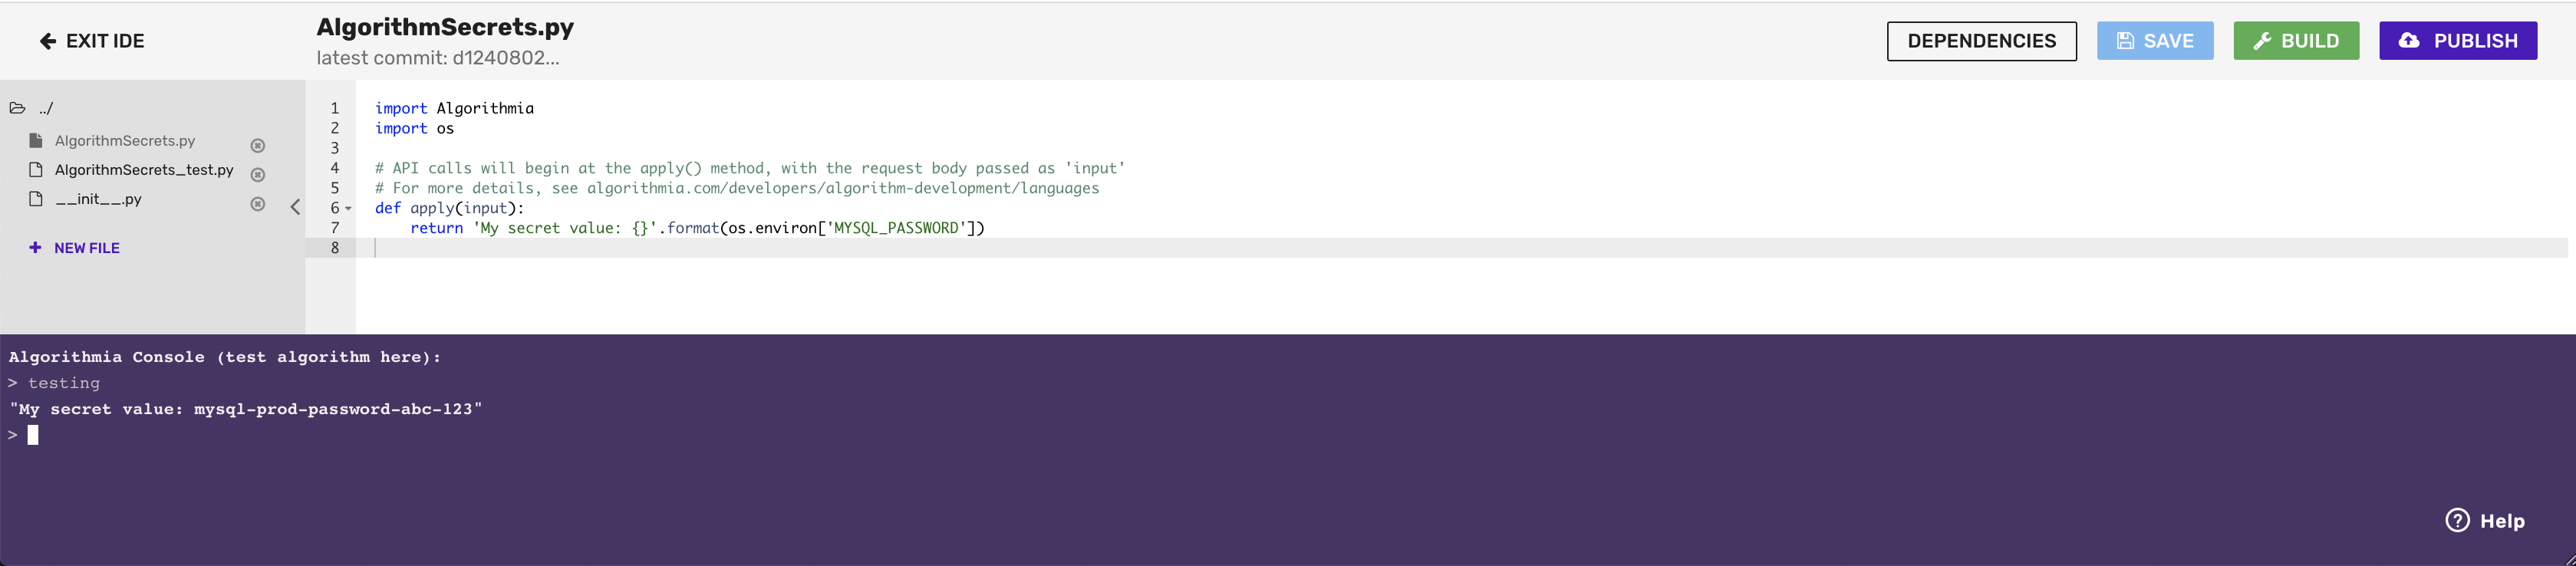 EXIT IDE
AlgorithmSecrets.py
latest commit: d1240802...
DEPENDENCIES
SAVE
BUILD
PUBLISH
../
AlgorithmSecrets.py
AlgorithmSecrets_test.py
__init__.py
+ NEW FILE
1 import Algorithmia
2 import os
3
4 # API calls will begin at the apply() method, with the request body passed as 'input'
5 # For more details, see algorithmia.com/developers/algorithm-development/languages
6 def apply(input):
7     return 'My secret value: {}'.format(os.environ['MYSQL_PASSWORD'])
8
Algorithmia Console (test algorithm here):
> testing
"My secret value: mysql-prod-password-abc-123"
>
? Help